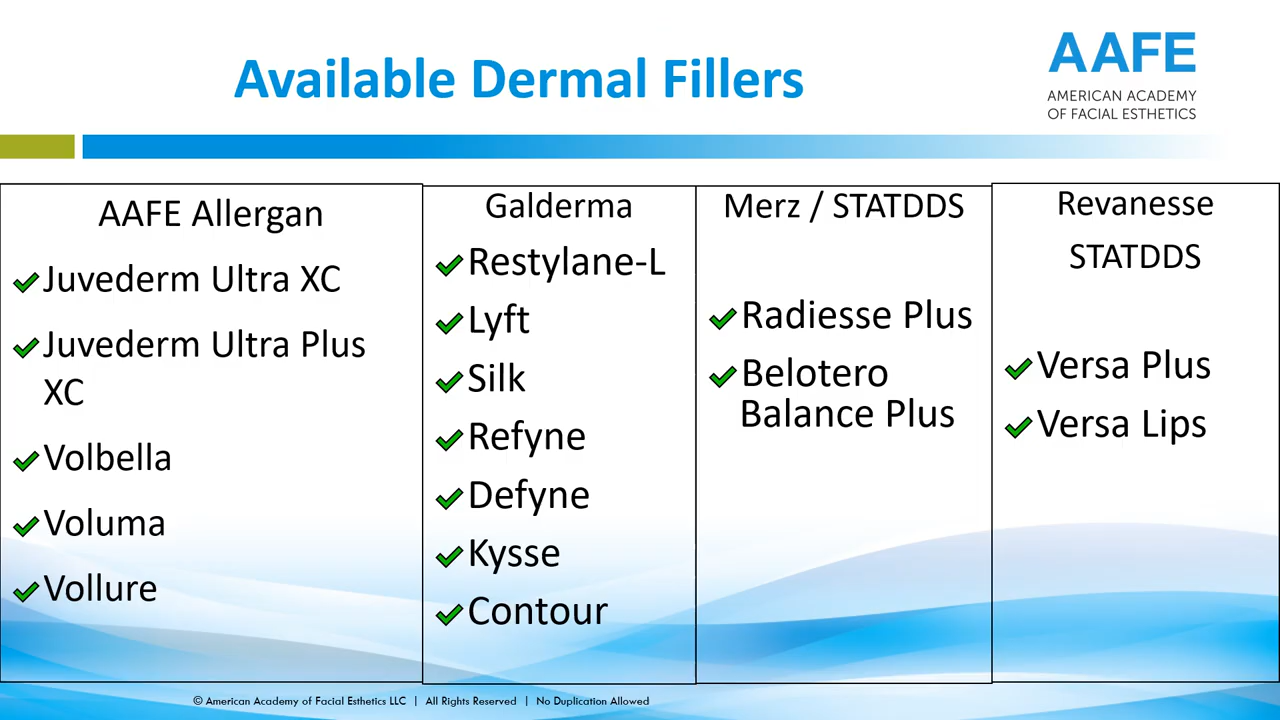 Available Dermal Fillers
AAFE
AMERICAN ACADEMY
OF FACIAL ESTHETICS
AAFE Allergan
Juvederm Ultra XC
Juvederm Ultra Plus
XC
Volbella
Voluma
Vollure
Galderma
Restylane-L
Lyft
Silk
Refyne
Defyne
Kysse
Contour
Merz / STATDDS
Radiesse Plus
Belotero
Balance Plus
Revanesse
STATDDS
Versa Plus
Versa Lips
© American Academy of Facial Esthetics LLC | All Rights Reserved | No Duplication Allowed